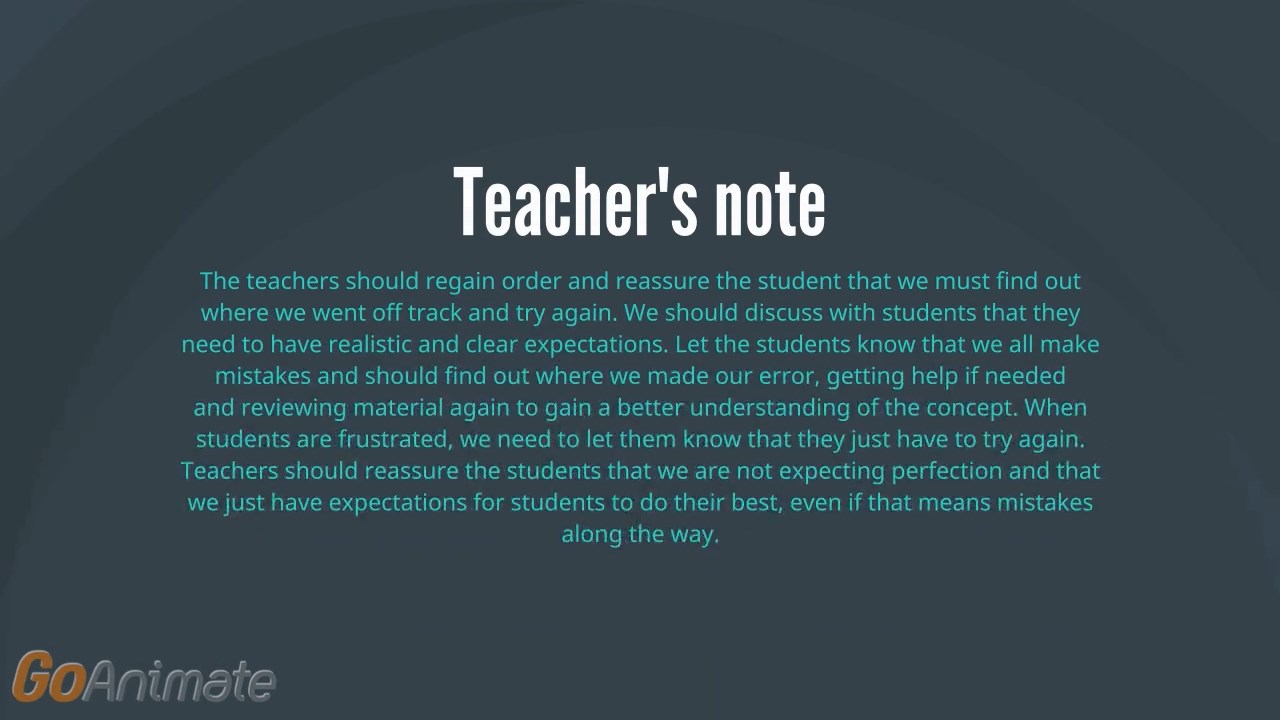 Teacher's note
The teachers should regain order and reassure the student that we must find out
where we went off track and try again. We should discuss with students that they
need to have realistic and clear expectations. Let the students know that we all make
mistakes and should find out where we made our error, getting help if needed
and reviewing material again to gain a better understanding of the concept. When
students are frustrated, we need to let them know that they just have to try again.
Teachers should reassure the students that we are not expecting perfection and that
we just have expectations for students to do their best, even if that means mistakes
along the way.
GoAnimate